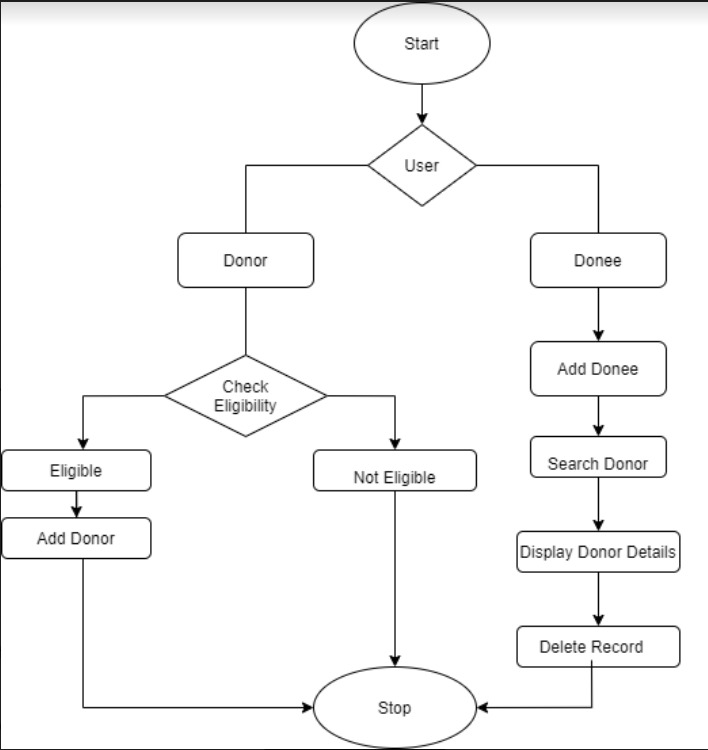 Start
User
Donor
Donee
Check
Eligibility
Add Donee
Eligible
Not Eligible
Search Donor
Add Donor
Display Donor Details
Delete Record
Stop